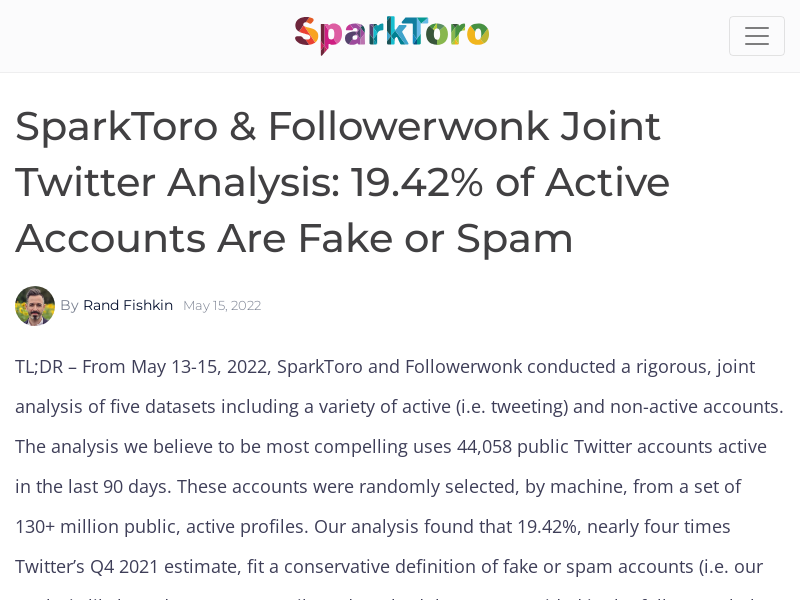 SparkToro
SparkToro & Followerwonk Joint
Twitter Analysis: 19.42% of Active
Accounts Are Fake or Spam
By Rand Fishkin May 15, 2022
TL;DR – From May 13-15, 2022, SparkToro and Followerwonk conducted a rigorous, joint
analysis of five datasets including a variety of active (i.e. tweeting) and non-active accounts.
The analysis we believe to be most compelling uses 44,058 public Twitter accounts active
in the last 90 days. These accounts were randomly selected, by machine, from a set of
130+ million public, active profiles. Our analysis found that 19.42%, nearly four times
Twitter’s Q4 2021 estimate, fit a conservative definition of fake or spam accounts (i.e. our